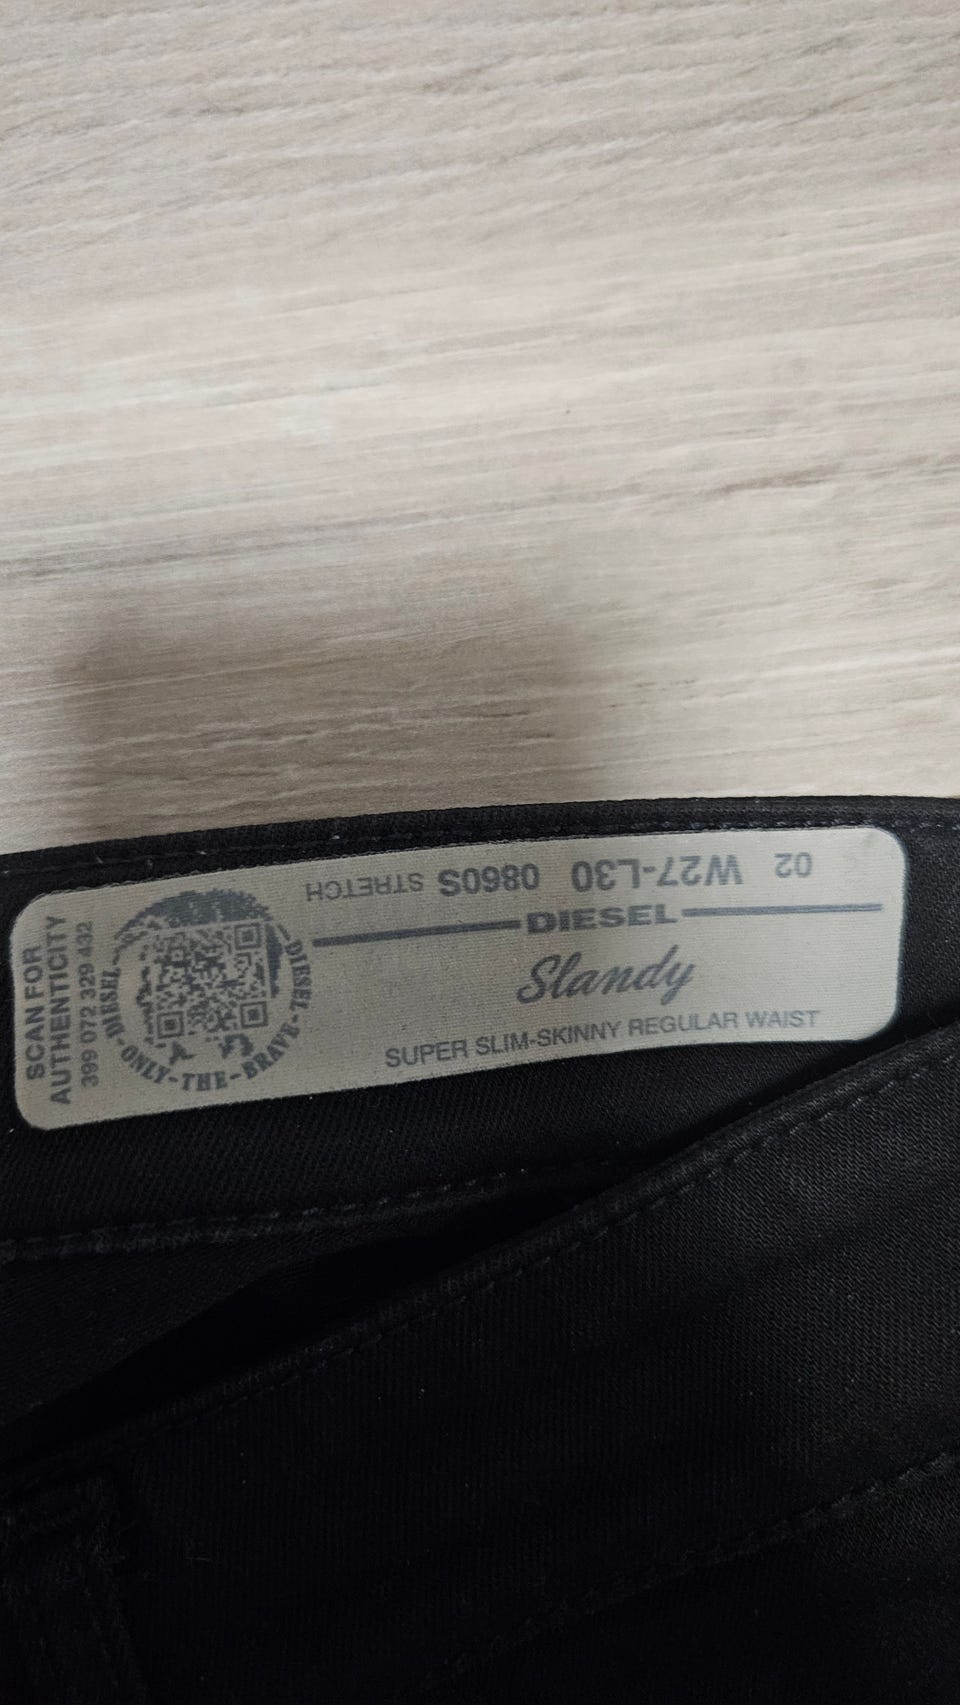 02 W27-L30 0860S STRETCH
DIESEL
Slandy
SUPER SLIM-SKINNY REGULAR WAIST
DIESEL-ONLY-THE-BRAVE-DIESEL
SCAN FOR
AUTHENTICITY
399 072 329 432